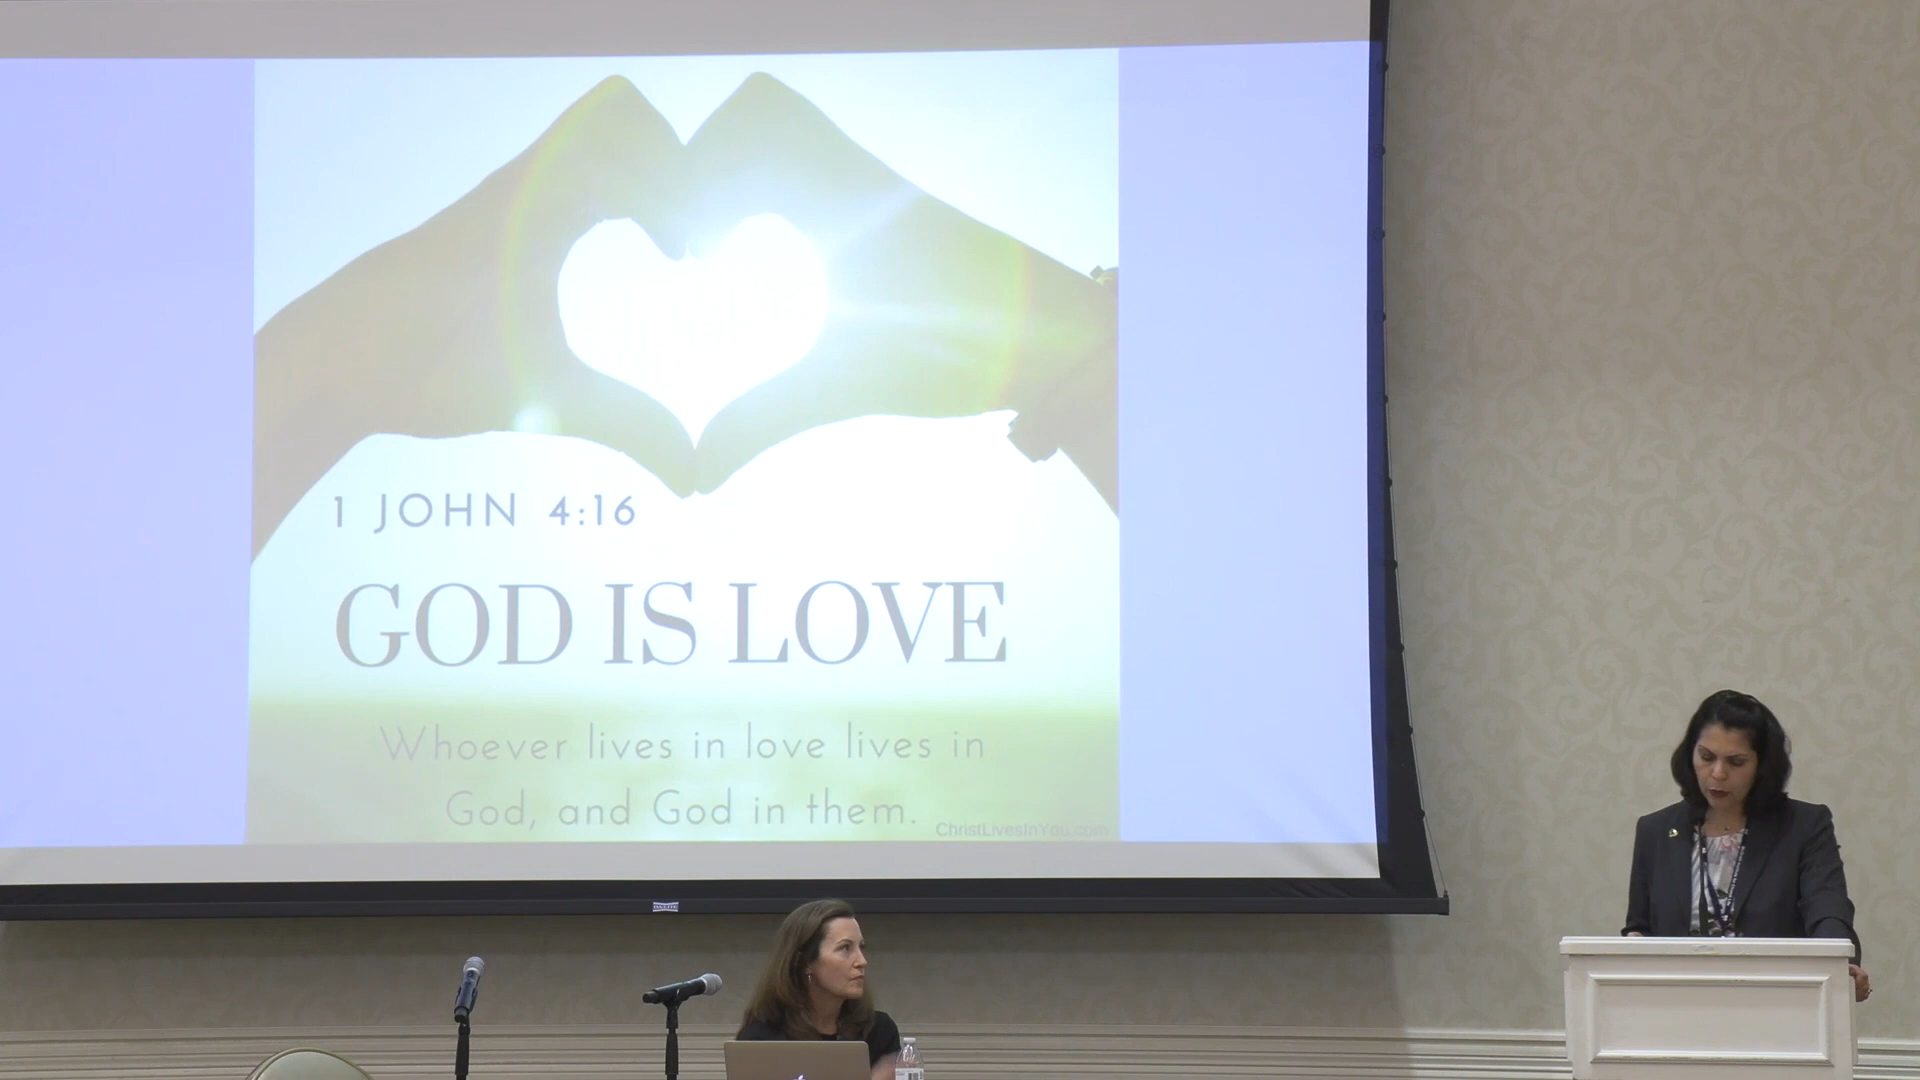 1 JOHN 4:16
GOD IS LOVE
Whoever lives in love lives in
God, and God in them.
ChristLivesInYou.com